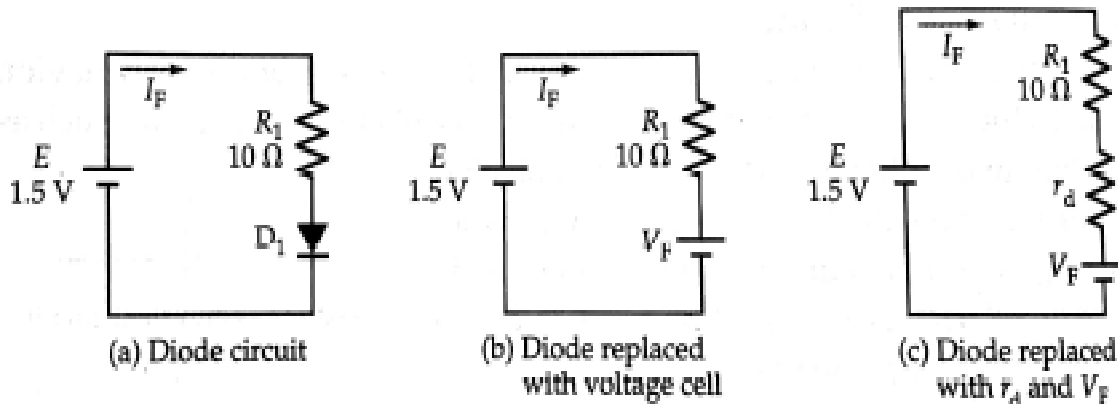 I_F
R_1
10 Ω
E
1.5 V
D_1
(a) Diode circuit
I_F
R_1
10 Ω
E
1.5 V
V_F
(b) Diode replaced
with voltage cell
I_F
R_1
10 Ω
E
1.5 V
r_d
V_F
(c) Diode replaced
with r_d and V_F